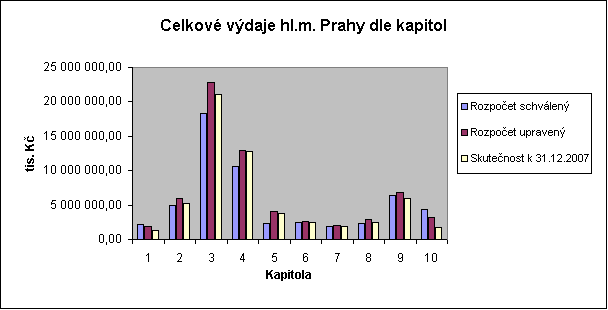 Celkové výdaje hl.m. Prahy dle kapitol
25 000 000,00
20 000 000,00
15 000 000,00
10 000 000,00
5 000 000,00
0,00
tis. Kč
1 2 3 4 5 6 7 8 9 10
Kapitola
Rozpočet schválený
Rozpočet upravený
Skutečnost k 31.12.2007